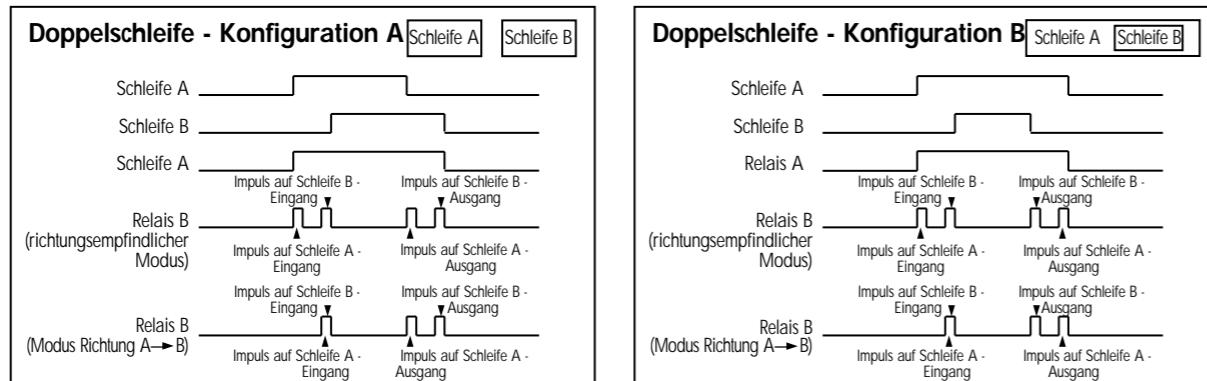 Doppelschleife - Konfiguration A
Schleife A
Schleife B
Schleife A
Schleife B
Schleife A
Impuls auf Schleife B -
Eingang
Impuls auf Schleife B -
Ausgang
Relais B
(richtungsempfindlicher
Modus)
Impuls auf Schleife A -
Eingang
Impuls auf Schleife A -
Ausgang
Impuls auf Schleife B -
Eingang
Impuls auf Schleife B -
Ausgang
Relais B
(Modus Richtung A→B)
Impuls auf Schleife A -
Eingang
Impuls auf Schleife A -
Ausgang
Doppelschleife - Konfiguration B
Schleife A
Schleife B
Schleife A
Schleife B
Relais A
Impuls auf Schleife B -
Eingang
Impuls auf Schleife B -
Ausgang
Relais B
(richtungsempfindlicher
Modus)
Impuls auf Schleife A -
Eingang
Impuls auf Schleife A -
Ausgang
Impuls auf Schleife B -
Eingang
Impuls auf Schleife B -
Ausgang
Relais B
(Modus Richtung A→B)
Impuls auf Schleife A -
Eingang
Impuls auf Schleife A -
Ausgang